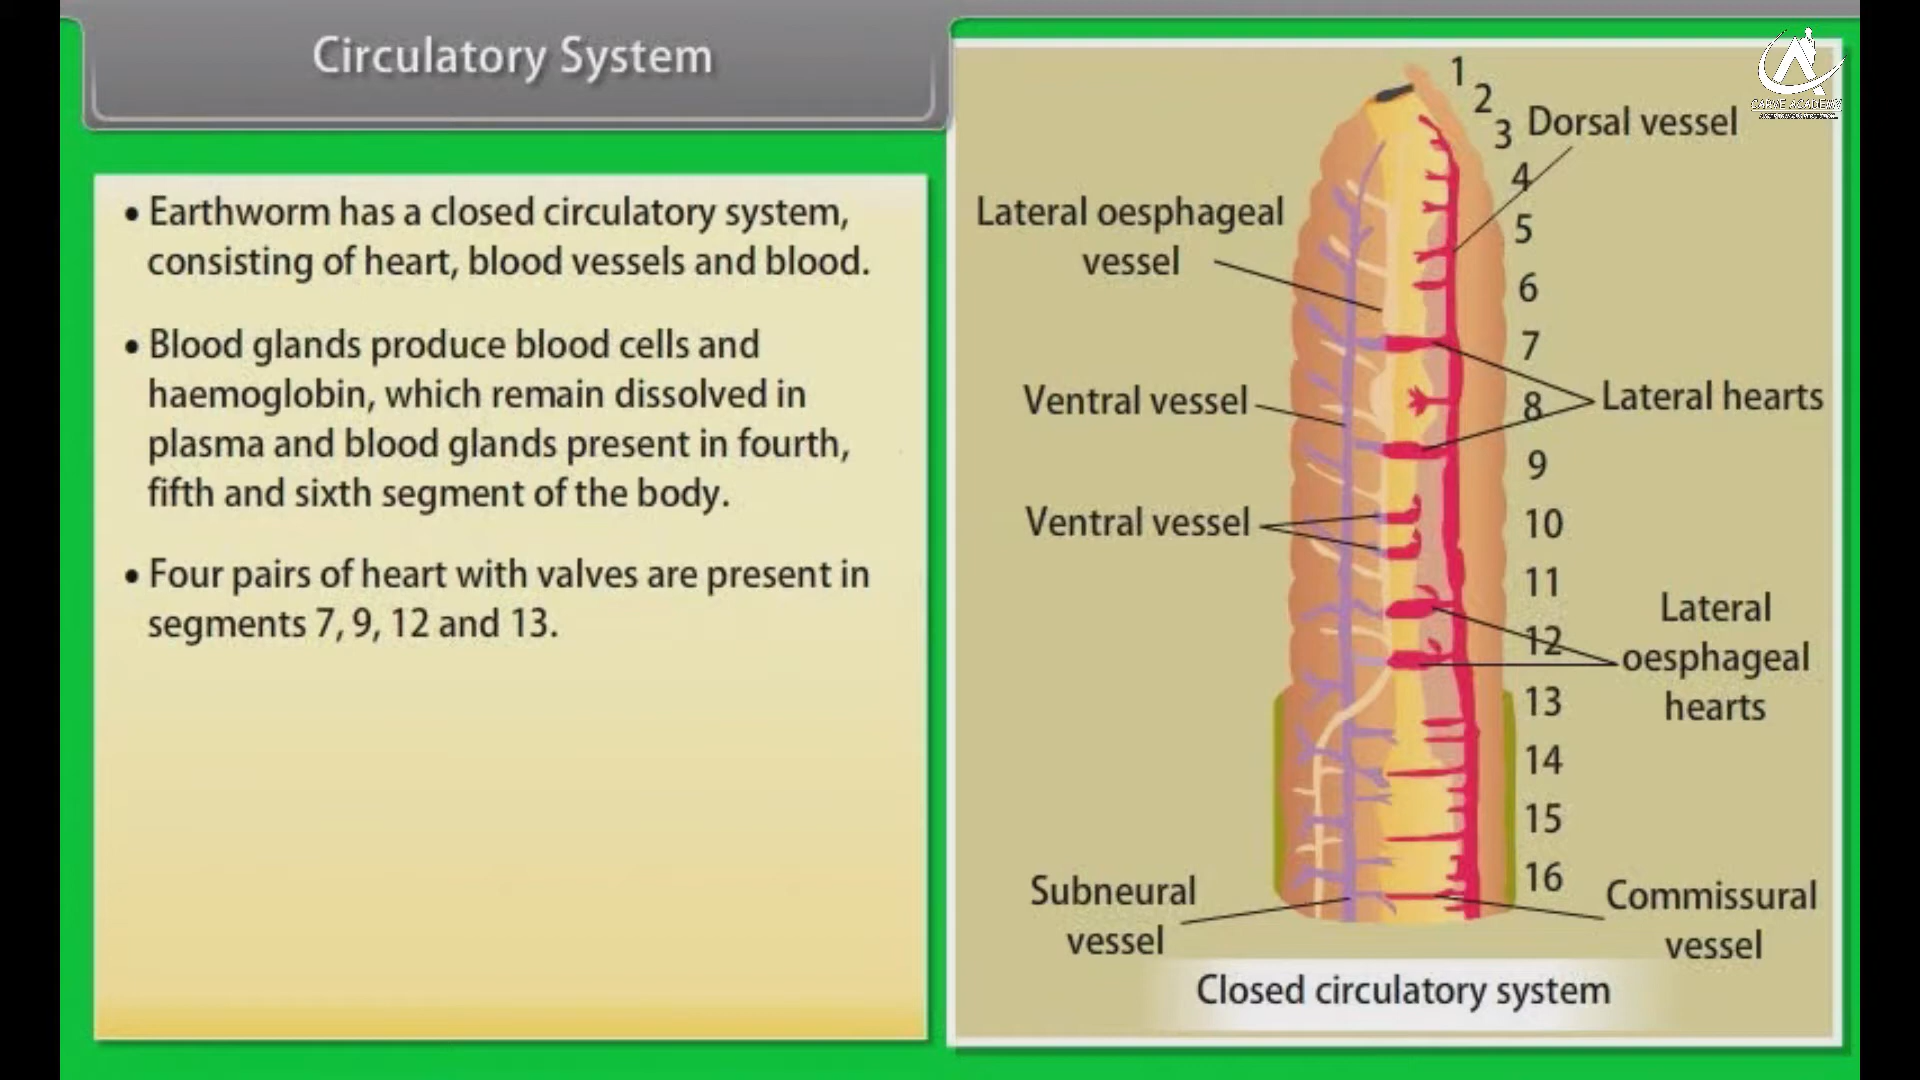 Circulatory System
• Earthworm has a closed circulatory system,
consisting of heart, blood vessels and blood.
• Blood glands produce blood cells and
haemoglobin, which remain dissolved in
plasma and blood glands present in fourth,
fifth and sixth segment of the body.
• Four pairs of heart with valves are present in
segments 7, 9, 12 and 13.
CARVE ACADEMY
1
2
3
Dorsal vessel
4
Lateral oesphageal
vessel
5
6
7
Ventral vessel
8
Lateral hearts
9
Ventral vessel
10
11
12
Lateral
oesphageal
hearts
13
14
15
16
Subneural
vessel
Commissural
vessel
Closed circulatory system